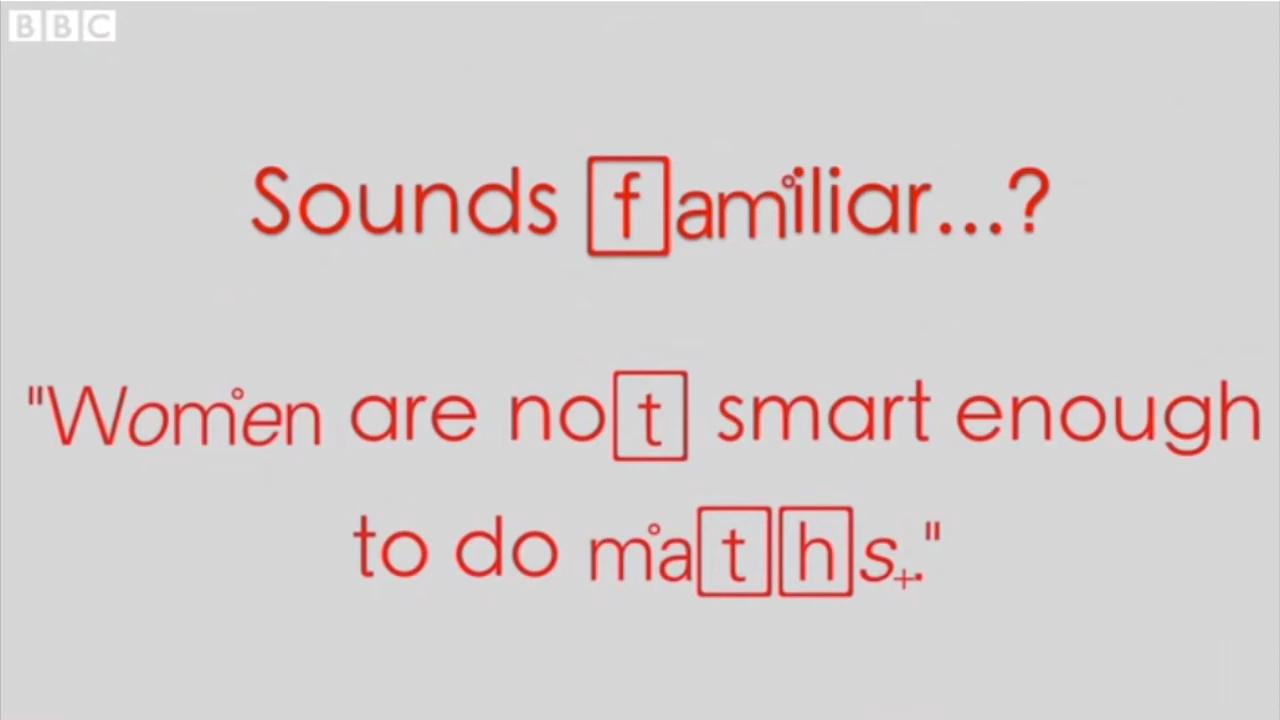 BBC
Sounds familiar...?
"Women are not smart enough
to do maths."